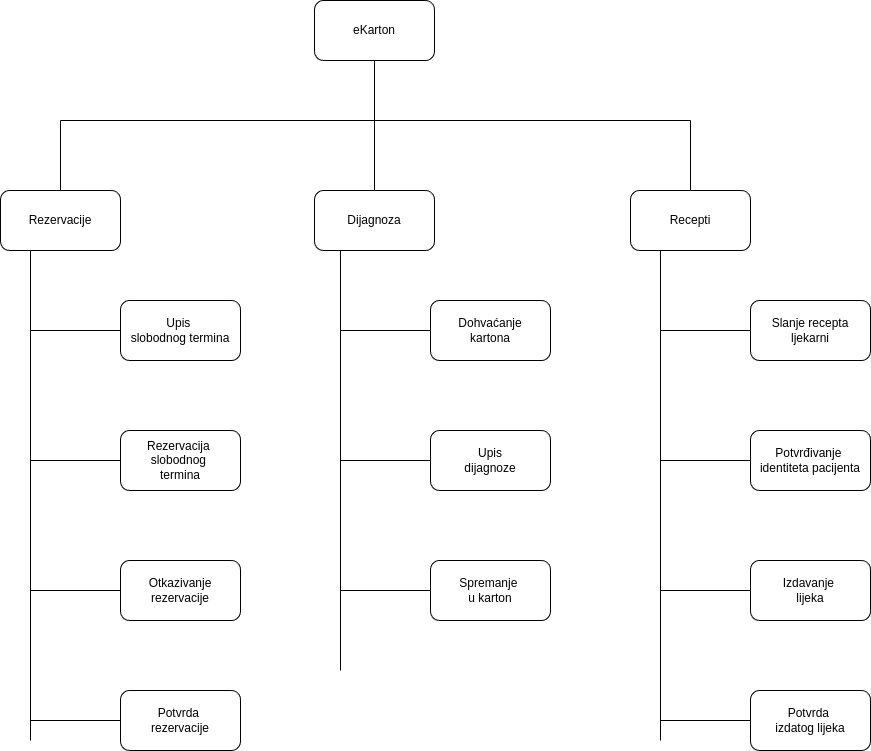 eKarton
Rezervacije
Dijagnoza
Recepti
Upis
slobodnog termina
Dohvaćanje
kartona
Slanje recepta
ljekarni
Rezervacija
slobodnog
termina
Upis
dijagnoze
Potvrđivanje
identiteta pacijenta
Otkazivanje
rezervacije
Spremanje
u karton
Izdavanje
lijeka
Potvrda
rezervacije
Potvrda
izdatog lijeka